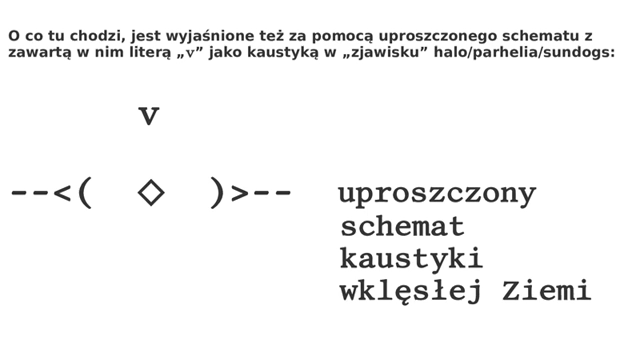 O co tu chodzi, jest wyjaśnione też za pomocą uproszczonego schematu z
zawartą w nim literą „v” jako kaustyką w „zjawisku” halo/parhelia/sundogs:
v
--<( ◇ )>-- uproszczony
schemat
kaustyki
wklęsłej Ziemi